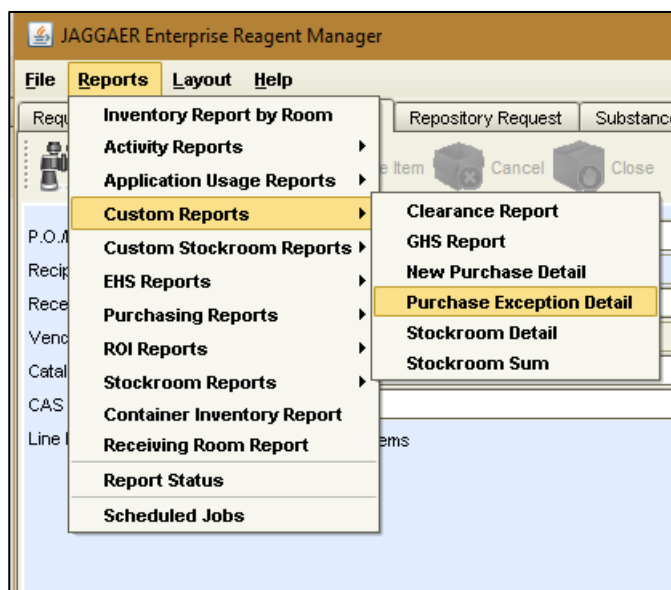 JAGGAER Enterprise Reagent Manager
File Reports Layout Help
Repository Request
Inventory Report by Room
Activity Reports
Item Cancel Close
Application Usage Reports
Custom Reports
Clearance Report
P.O.
Custom Stockroom Reports
GHS Report
EHS Reports
New Purchase Detail
Purchasing Reports
Purchase Exception Detail
ROI Reports
Stockroom Detail
Stockroom Reports
Stockroom Sum
CAS
Container Inventory Report
Line
Receiving Room Report
Report Status
Scheduled Jobs